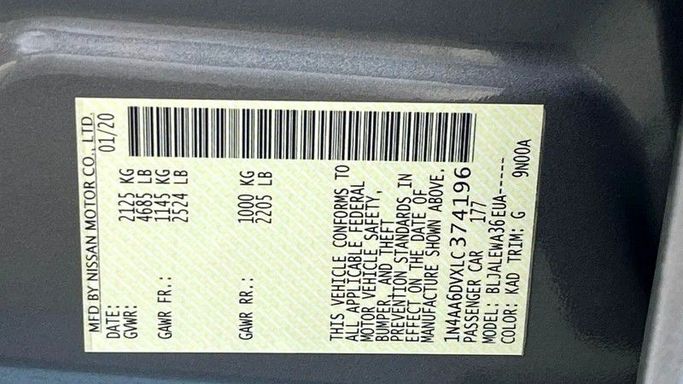 MFD BY NISSAN MOTOR CO., LTD.
DATE: 01/20
GVWR: 2125 KG
4685 LB
GAWR FR.: 1145 KG
2524 LB
GAWR RR.: 1000 KG
2205 LB
THIS VEHICLE CONFORMS TO
ALL APPLICABLE FEDERAL
MOTOR VEHICLE SAFETY,
BUMPER, AND THEFT
PREVENTION STANDARDS IN
EFFECT ON THE DATE OF
MANUFACTURE SHOWN ABOVE.
1N4AA6DVXLC374196
PASSENGER CAR 177
MODEL: BLJALEWA36EUA-----
COLOR: KAD TRIM: G 9N00A